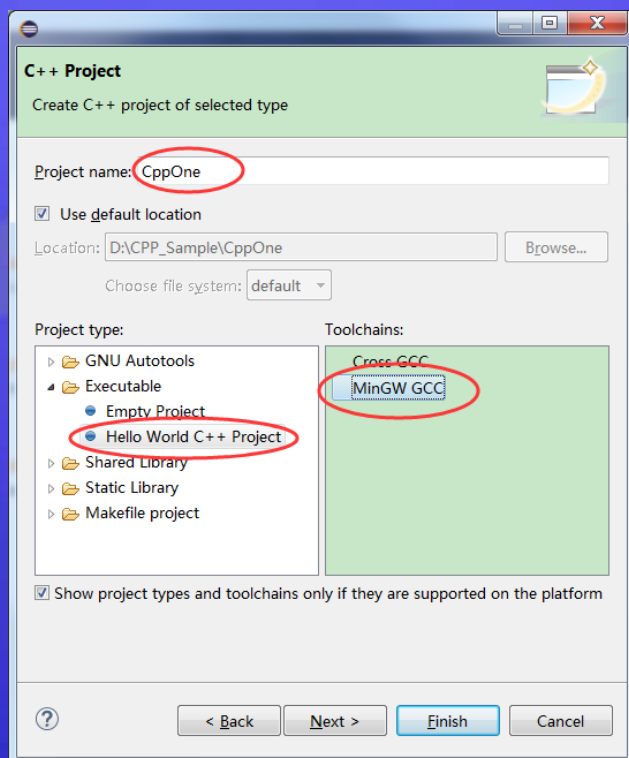 C++ Project
Create C++ project of selected type
Project name: CppOne
Use default location
Location: D:\CPP_Sample\CppOne Browse...
Choose file system: default
Project type: Toolchains:
GNU Autotools
Executable
Empty Project
Hello World C++ Project
Shared Library
Static Library
Makefile project
Cross GCC
MinGW GCC
Show project types and toolchains only if they are supported on the platform
< Back Next > Finish Cancel